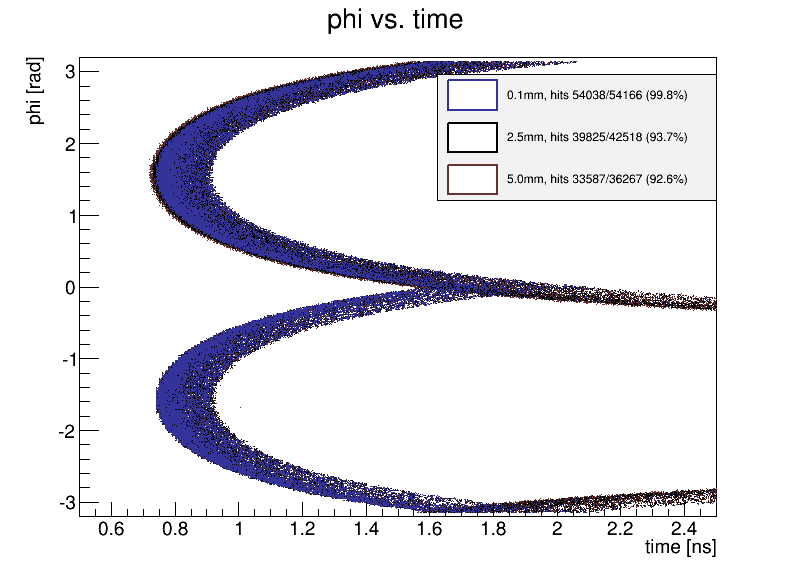 phi vs. time
phi [rad]
3
2
1
0
-1
-2
-3
0.1mm, hits 54038/54166 (99.8%)
2.5mm, hits 39825/42518 (93.7%)
5.0mm, hits 33587/36267 (92.6%)
0.6 0.8 1 1.2 1.4 1.6 1.8 2 2.2 2.4
time [ns]